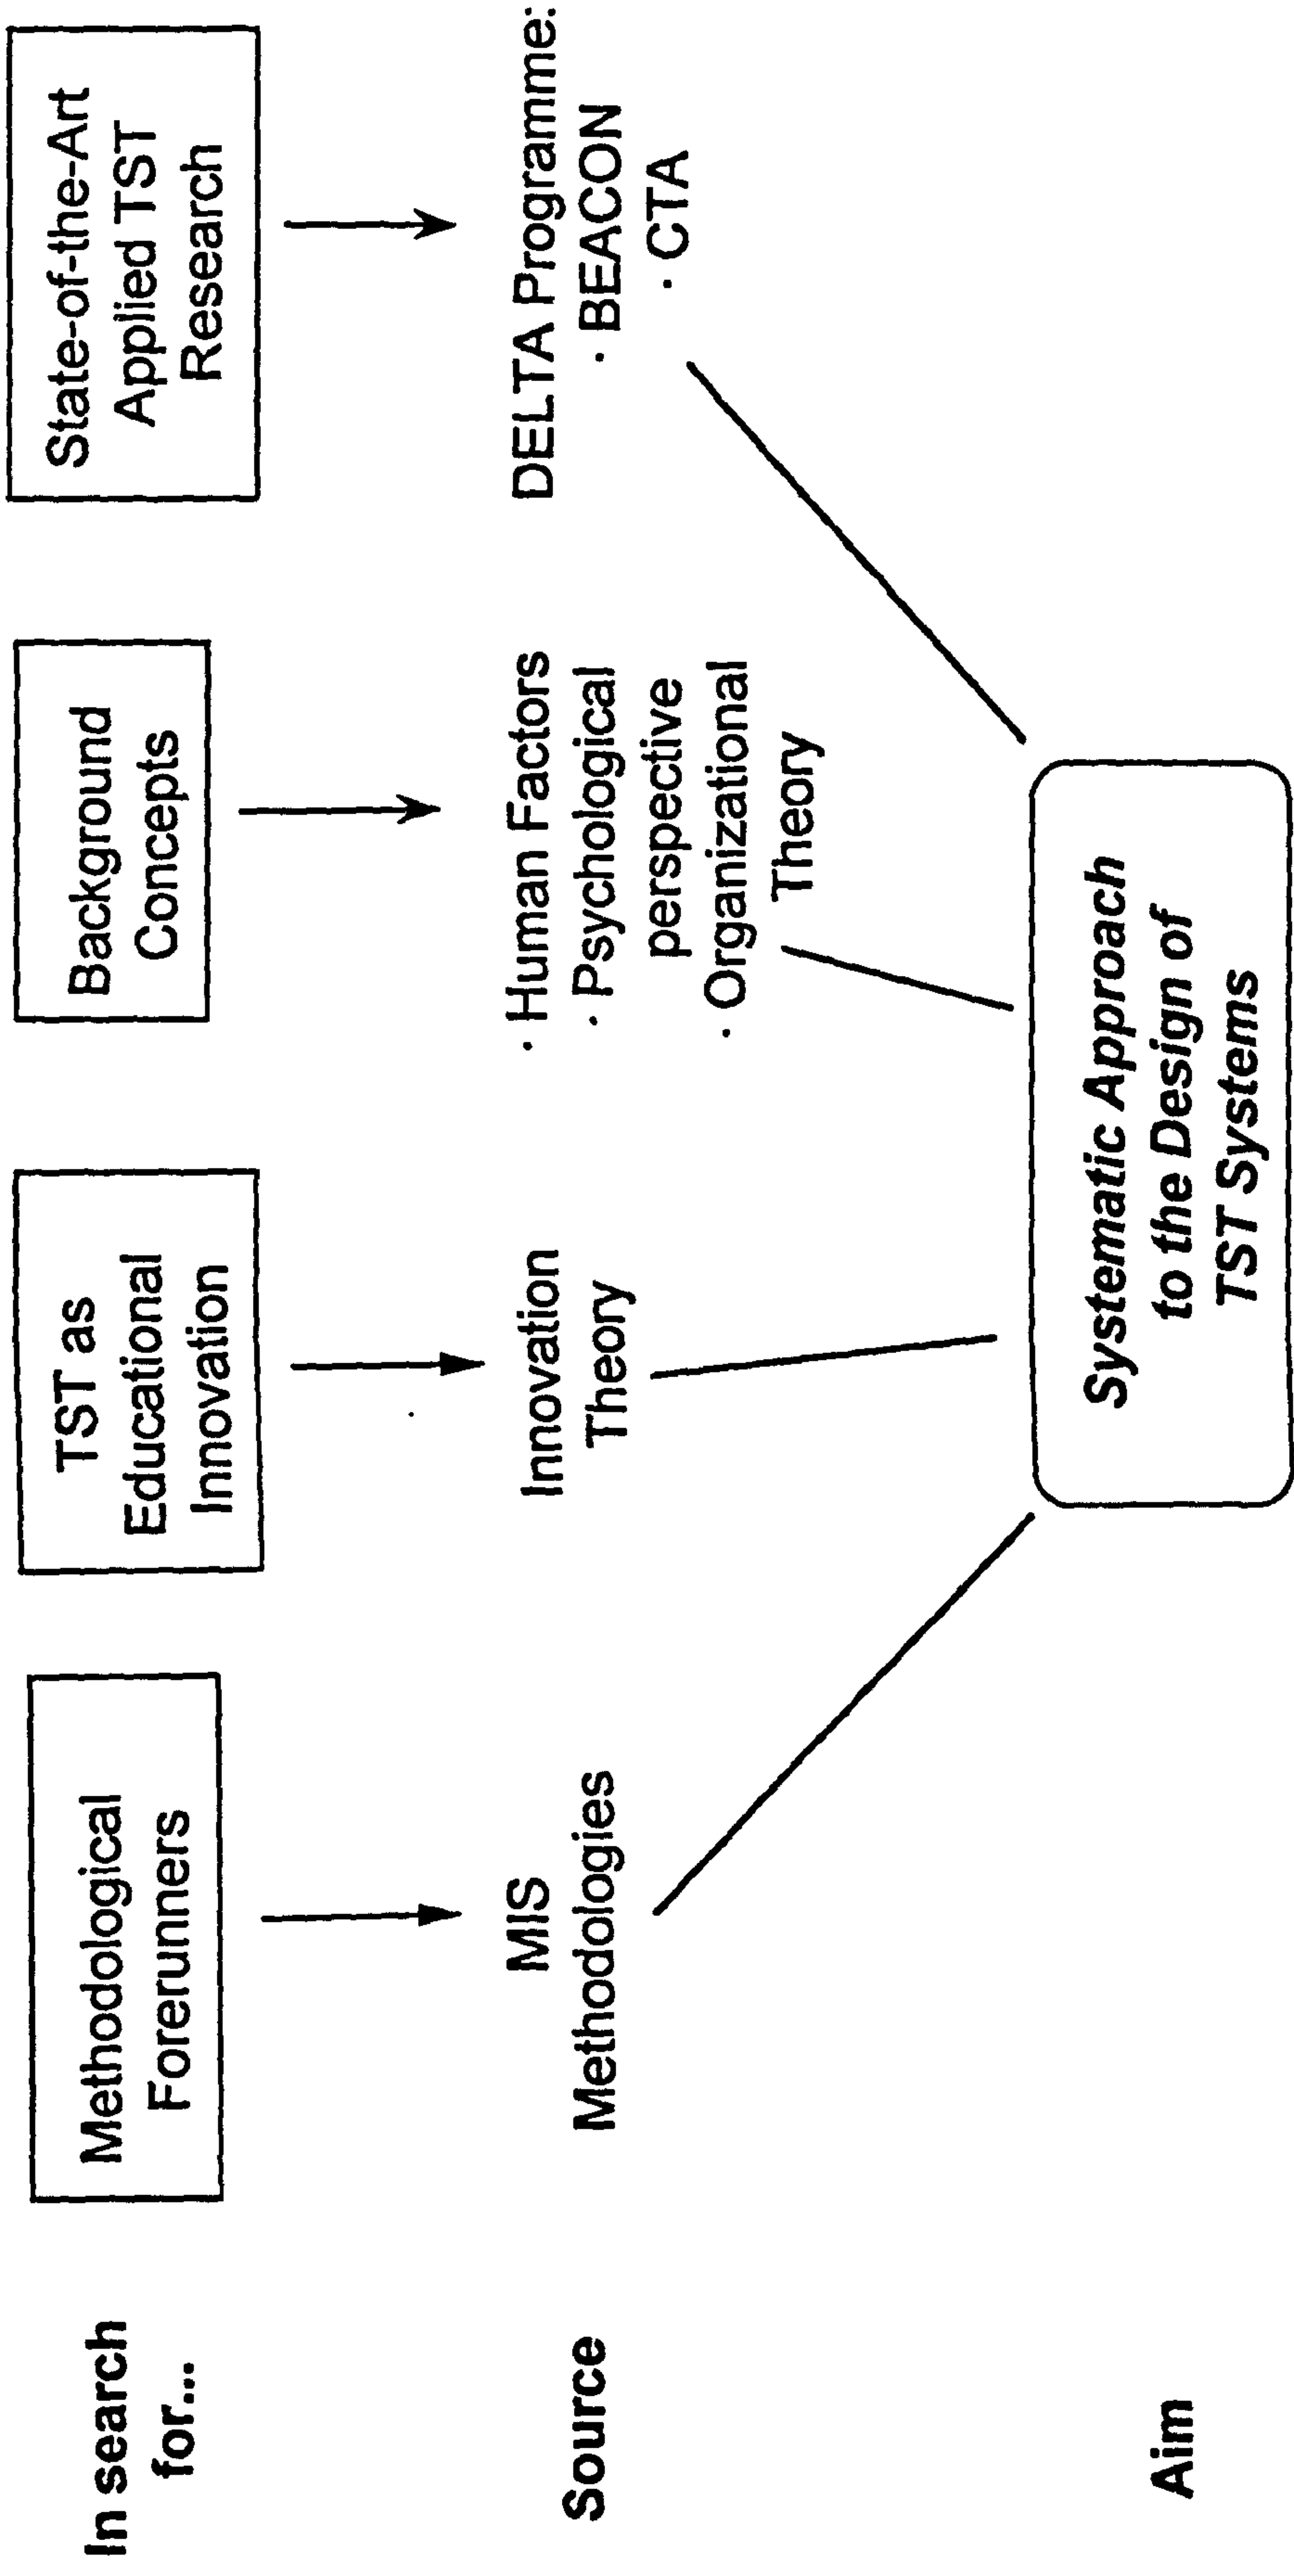 In search
for...
Methodological
Forerunners
TST as
Educational
Innovation
Background
Concepts
State-of-the-Art
Applied TST
Research
Source
MIS
Methodologies
Innovation
Theory
· Human Factors
· Psychological
perspective
· Organizational
Theory
DELTA Programme:
· BEACON
· CTA
Aim
Systematic Approach
to the Design of
TST Systems